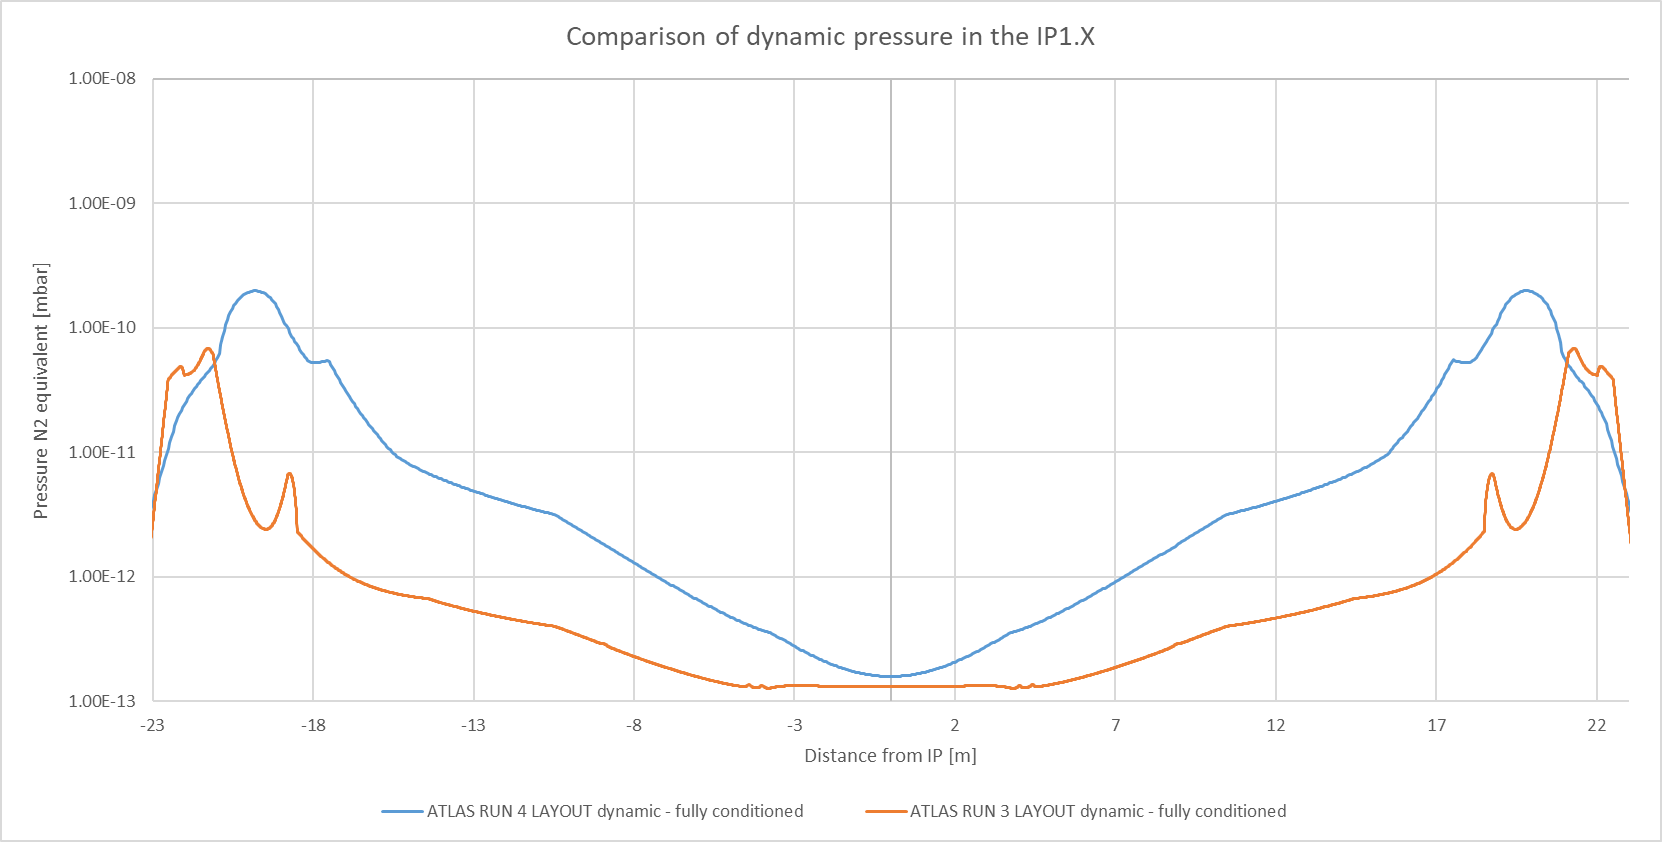 Comparison of dynamic pressure in the IP1.X
1.00E-08
1.00E-09
1.00E-10
1.00E-11
1.00E-12
1.00E-13
Pressure N2 equivalent [mbar]
-23 -18 -13 -8 -3 2 7 12 17 22
Distance from IP [m]
ATLAS RUN 4 LAYOUT dynamic - fully conditioned ATLAS RUN 3 LAYOUT dynamic - fully conditioned